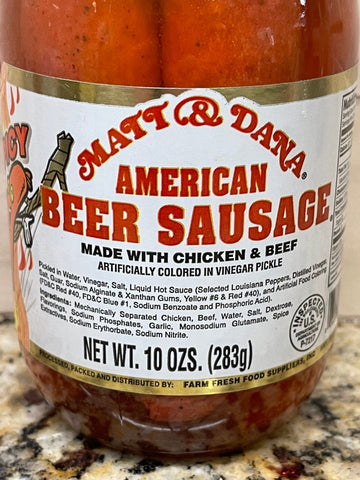 MATT & DANA®
AMERICAN
BEER SAUSAGE
MADE WITH CHICKEN & BEEF
ARTIFICIALLY COLORED IN VINEGAR PICKLE
Pickled in Water, Vinegar, Salt, Liquid Hot Sauce (Selected Louisiana Peppers, Distilled Vinegar,
Salt, Guar, Sodium Alginate & Xanthan Gums, Yellow #6 & Red #40), and Artificial Food Coloring
(FD&C Red #40, FD&C Blue #1, Sodium Benzoate and Phosphoric Acid).
Ingredients: Mechanically Separated Chicken, Beef, Water, Salt, Dextrose,
Flavorings, Sodium Phosphates, Garlic, Monosodium Glutamate, Spice
Extractives, Sodium Erythorbate, Sodium Nitrite.
NET WT. 10 OZS. (283g)
PROCESSED, PACKED AND DISTRIBUTED BY: FARM FRESH FOOD SUPPLIERS, INC.